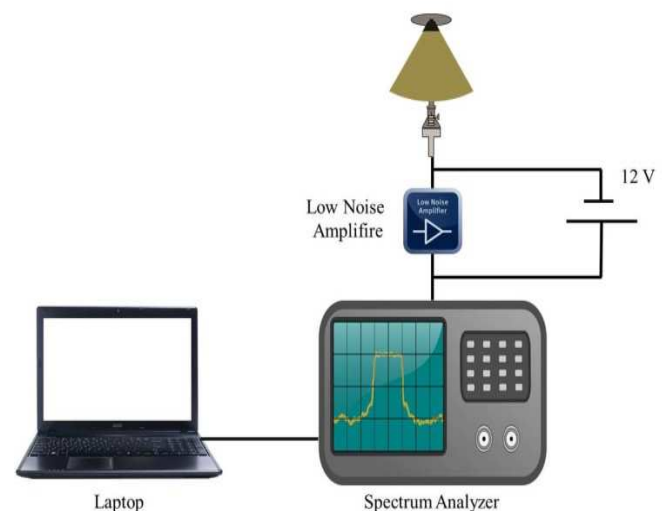 12 V
Low Noise
Amplifire
Low Noise
Amplifier
Laptop
Spectrum Analyzer